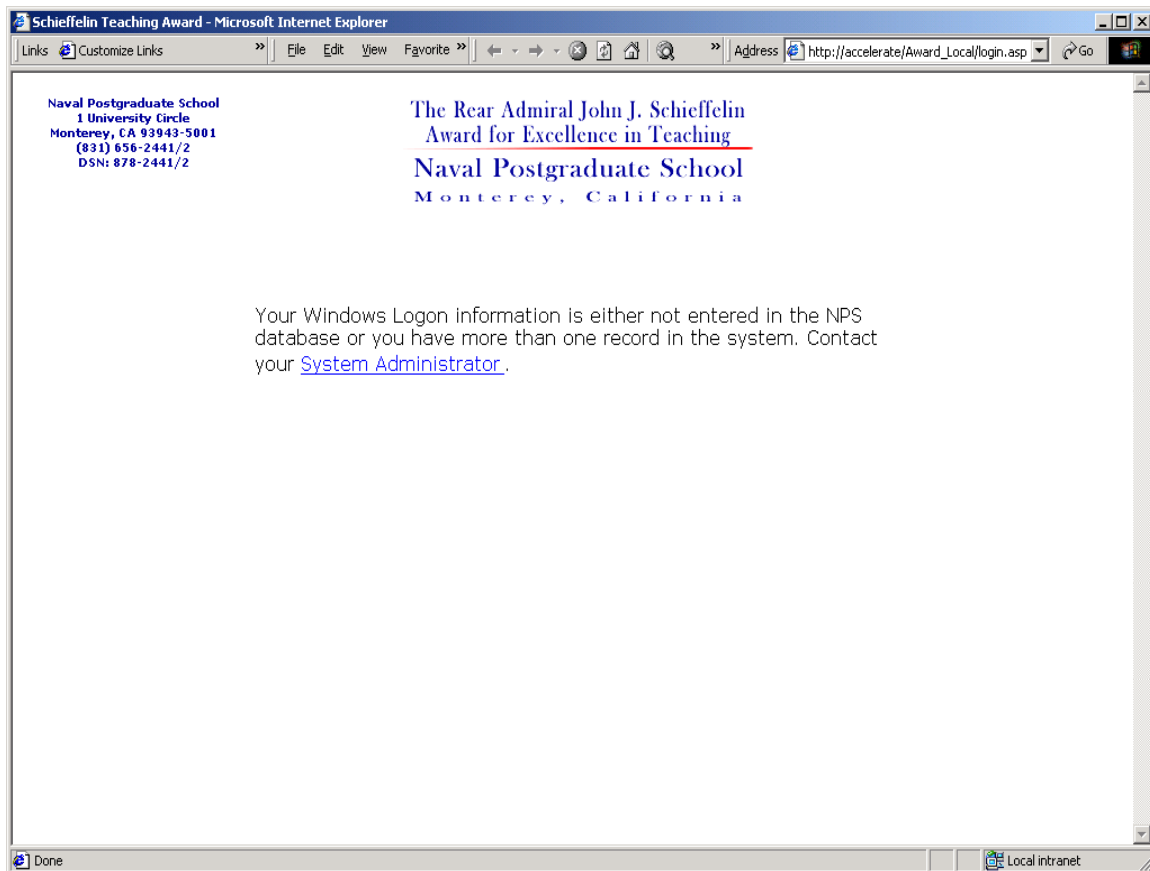 Schieffelin Teaching Award - Microsoft Internet Explorer
Links Customize Links » File Edit View Favorite » » Address http://accelerate/Award_Local/login.asp Go
Naval Postgraduate School
1 University Circle
Monterey, CA 93943-5001
(831) 656-2441/2
DSN: 878-2441/2
The Rear Admiral John J. Schieffelin
Award for Excellence in Teaching
Naval Postgraduate School
Monterey, California
Your Windows Logon information is either not entered in the NPS
database or you have more than one record in the system. Contact
your System Administrator .
Done Local intranet